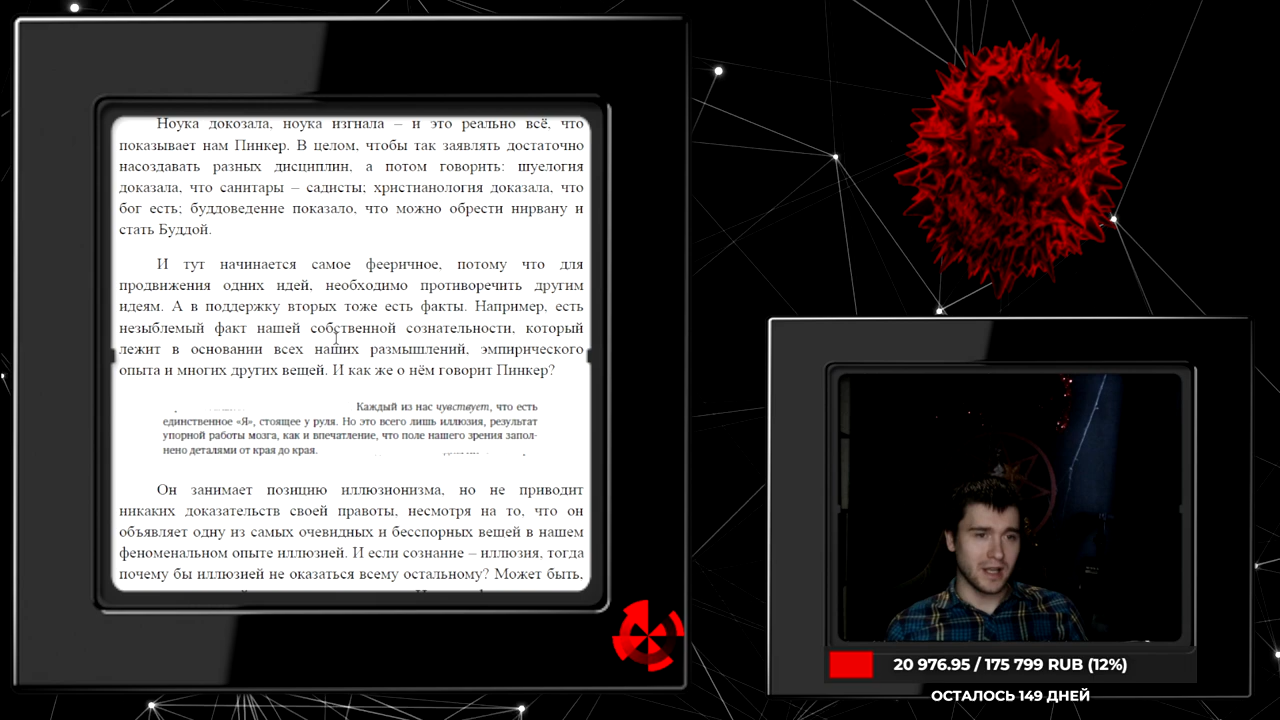 Ноука докозала, ноука изгнала – и это реально всё, что
показывает нам Пинкер. В целом, чтобы так заявлять достаточно
насоздавать разных дисциплин, а потом говорить: шуелогия
доказала, что санитары – садисты; христианология доказала, что
бог есть; буддоведение показало, что можно обрести нирвану и
стать Буддой.
И тут начинается самое фееричное, потому что для
продвижения одних идей, необходимо противоречить другим
идеям. А в поддержку вторых тоже есть факты. Например, есть
незыблемый факт нашей собственной сознательности, который
лежит в основании всех наших размышлений, эмпирического
опыта и многих других вещей. И как же о нём говорит Пинкер?
Каждый из нас чувствует, что есть
единственное «Я», стоящее у руля. Но это всего лишь иллюзия, результат
упорной работы мозга, как и впечатление, что поле нашего зрения запол-
нено деталями от края до края.
Он занимает позицию иллюзионизма, но не приводит
никаких доказательств своей правоты, несмотря на то, что он
объявляет одну из самых очевидных и бесспорных вещей в нашем
феноменальном опыте иллюзией. И если сознание – иллюзия, тогда
почему бы иллюзией не оказаться всему остальному? Может быть,
20 976.95 / 175 799 RUB (12%)
ОСТАЛОСЬ 149 ДНЕЙ